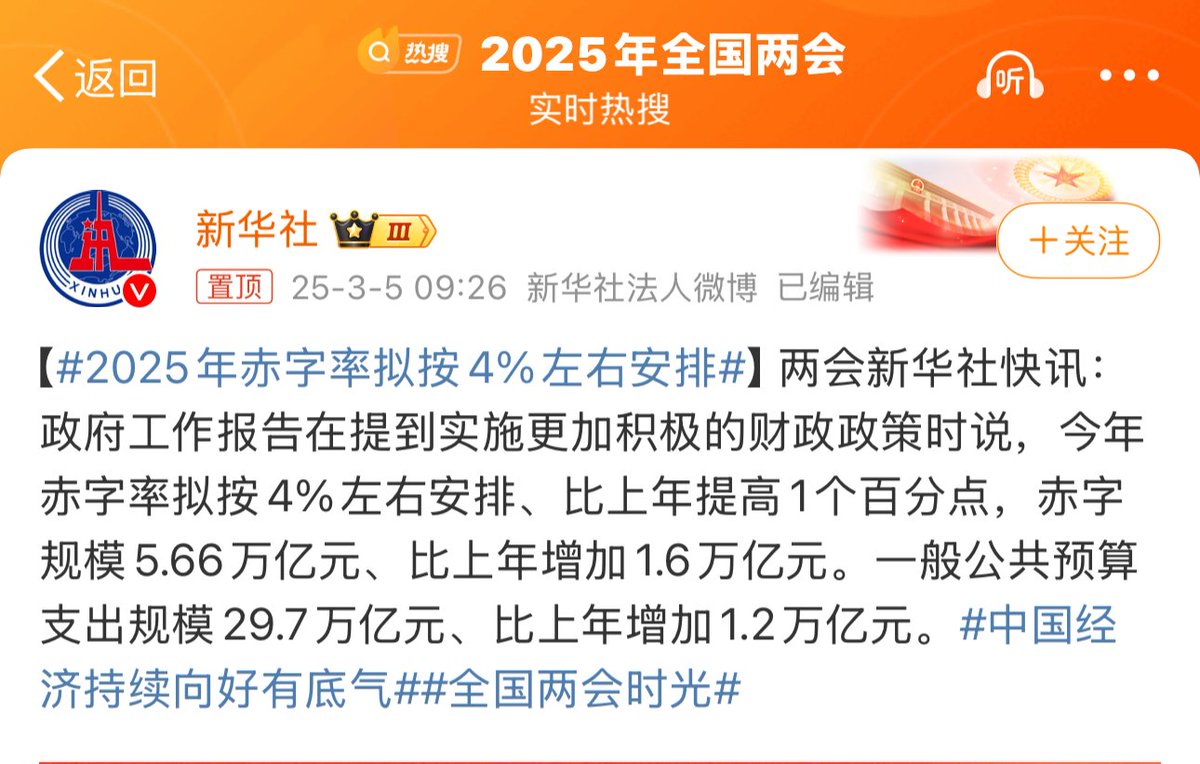 返回
热搜
2025年全国两会
实时热搜
听
新华社
III
+关注
置顶 25-3-5 09:26 新华社法人微博 已编辑
XINHU
V
【#2025年赤字率拟按4%左右安排#】两会新华社快讯：
政府工作报告在提到实施更加积极的财政政策时说，今年
赤字率拟按4%左右安排、比上年提高1个百分点，赤字
规模5.66万亿元、比上年增加1.6万亿元。一般公共预算
支出规模29.7万亿元、比上年增加1.2万亿元。#中国经
济持续向好有底气##全国两会时光#